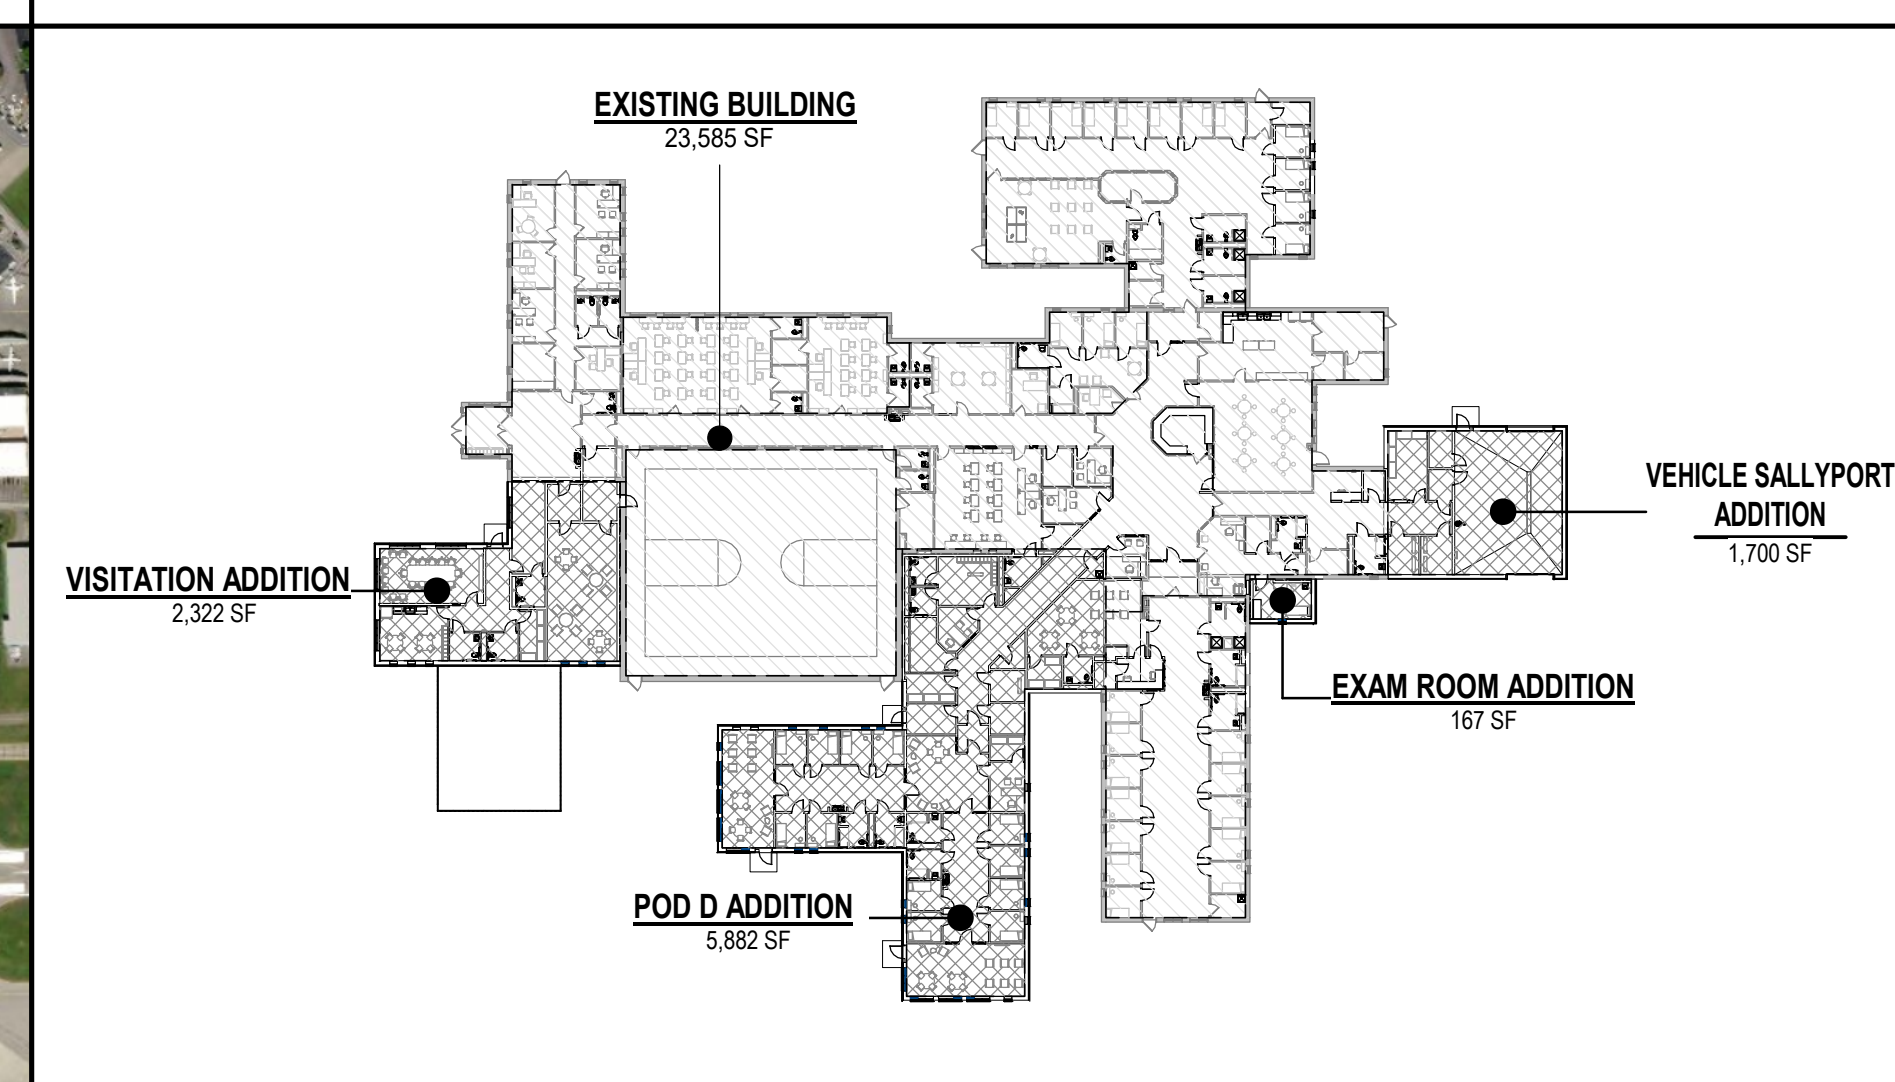 EXISTING BUILDING
23,585 SF
VEHICLE SALLYPORT
ADDITION
1,700 SF
VISITATION ADDITION
2,322 SF
EXAM ROOM ADDITION
167 SF
POD D ADDITION
5,882 SF